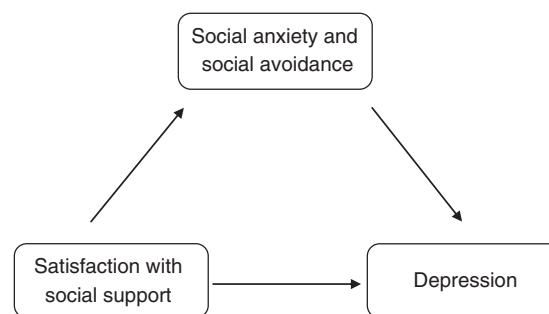 Social anxiety and
social avoidance
Satisfaction with
social support
Depression